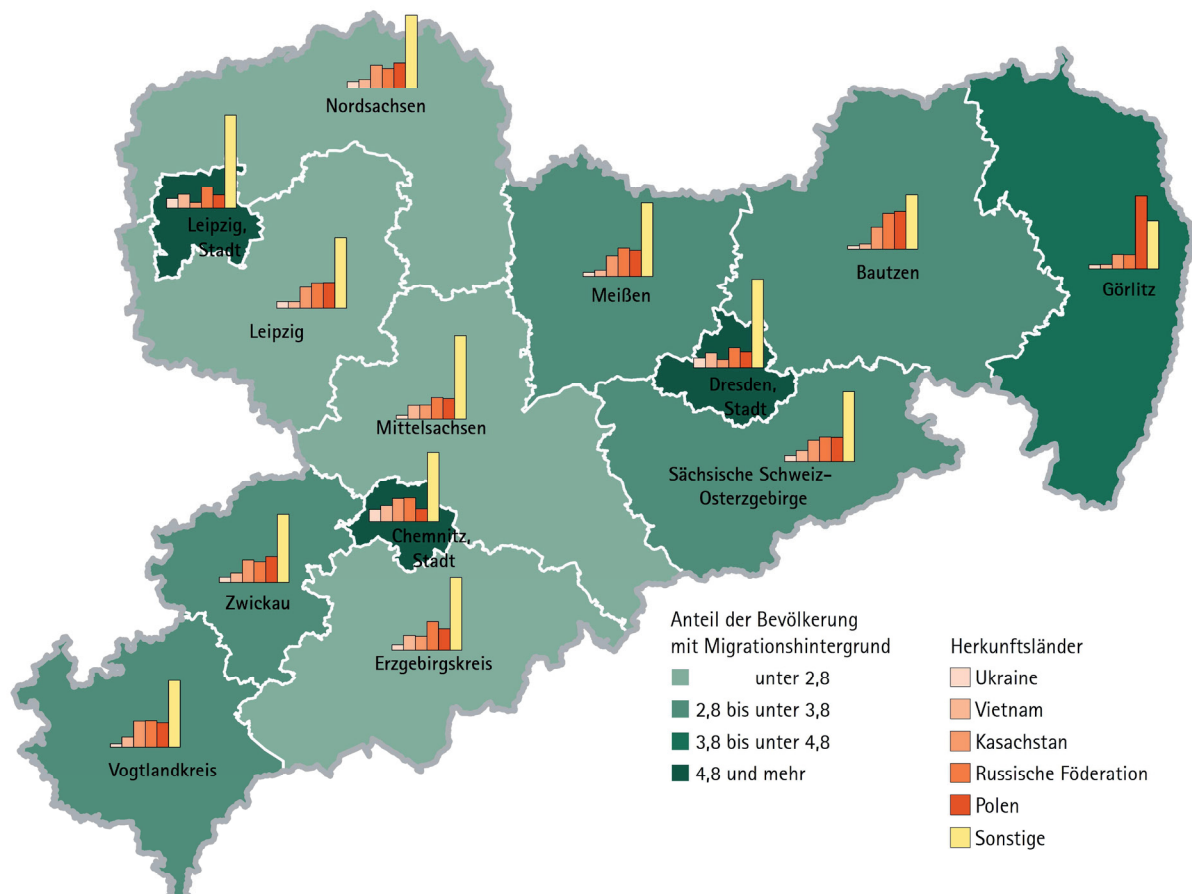 Nordsachsen
Leipzig,
Stadt
Leipzig
Meißen
Bautzen
Görlitz
Dresden,
Stadt
Mittelsachsen
Sächsische Schweiz-
Osterzgebirge
Chemnitz,
Stadt
Zwickau
Erzgebirgskreis
Vogtlandkreis
Anteil der Bevölkerung
mit Migrationshintergrund
unter 2,8
2,8 bis unter 3,8
3,8 bis unter 4,8
4,8 und mehr
Herkunftsländer
Ukraine
Vietnam
Kasachstan
Russische Föderation
Polen
Sonstige